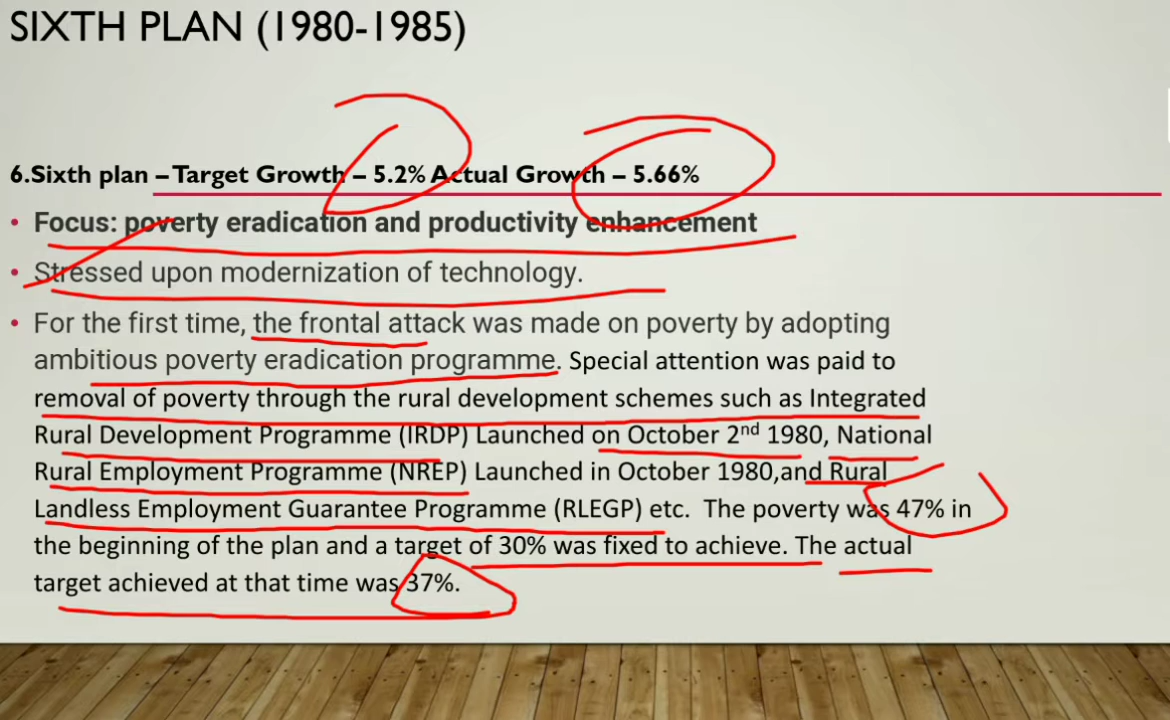 SIXTH PLAN (1980-1985)
6.Sixth plan – Target Growth – 5.2% Actual Growth – 5.66%
• Focus: poverty eradication and productivity enhancement
• Stressed upon modernization of technology.
• For the first time, the frontal attack was made on poverty by adopting
ambitious poverty eradication programme. Special attention was paid to
removal of poverty through the rural development schemes such as Integrated
Rural Development Programme (IRDP) Launched on October 2nd 1980, National
Rural Employment Programme (NREP) Launched in October 1980,and Rural
Landless Employment Guarantee Programme (RLEGP) etc. The poverty was 47% in
the beginning of the plan and a target of 30% was fixed to achieve. The actual
target achieved at that time was 37%.